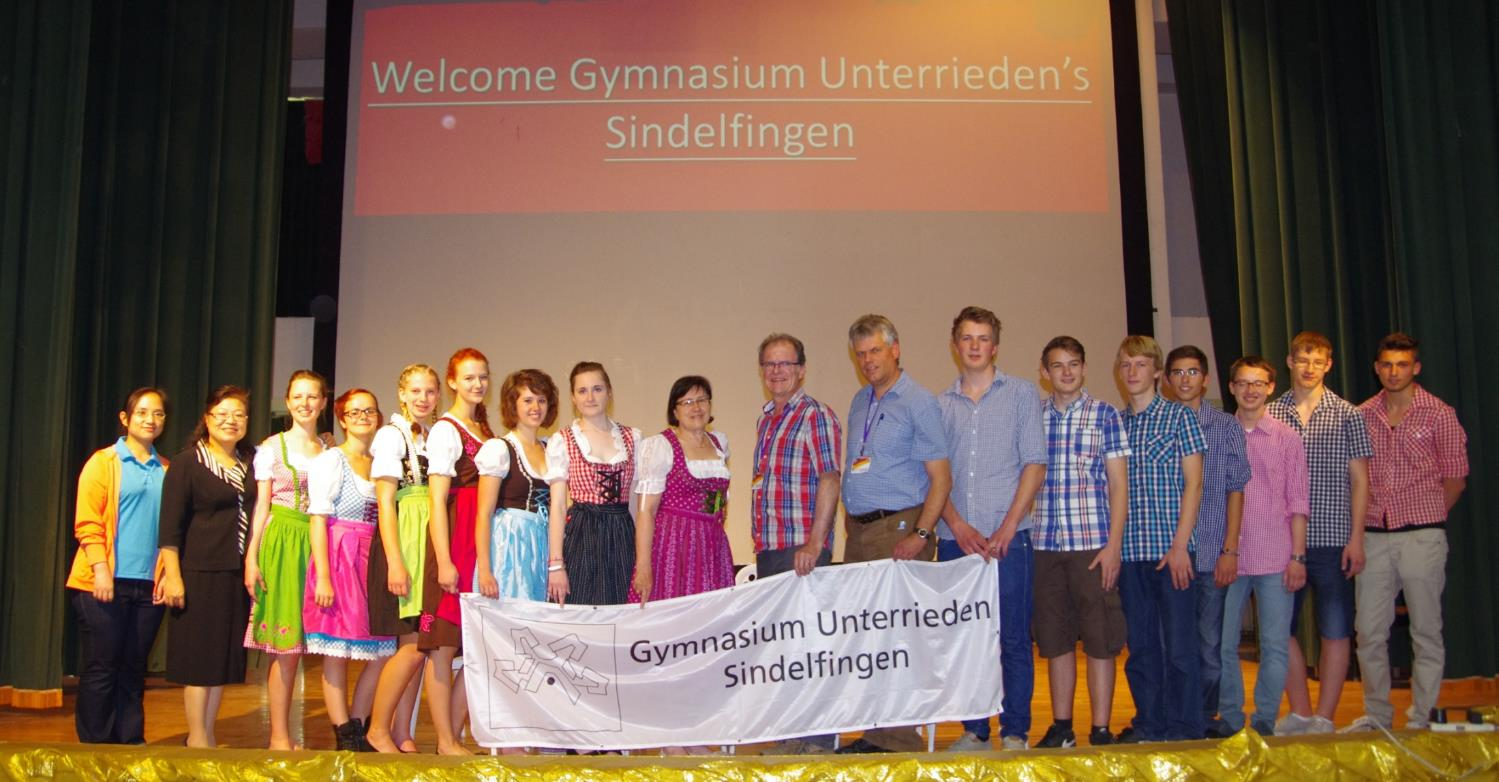 Welcome Gymnasium Unterrieden's
Sindelfingen
Gymnasium Unterrieden
Sindelfingen